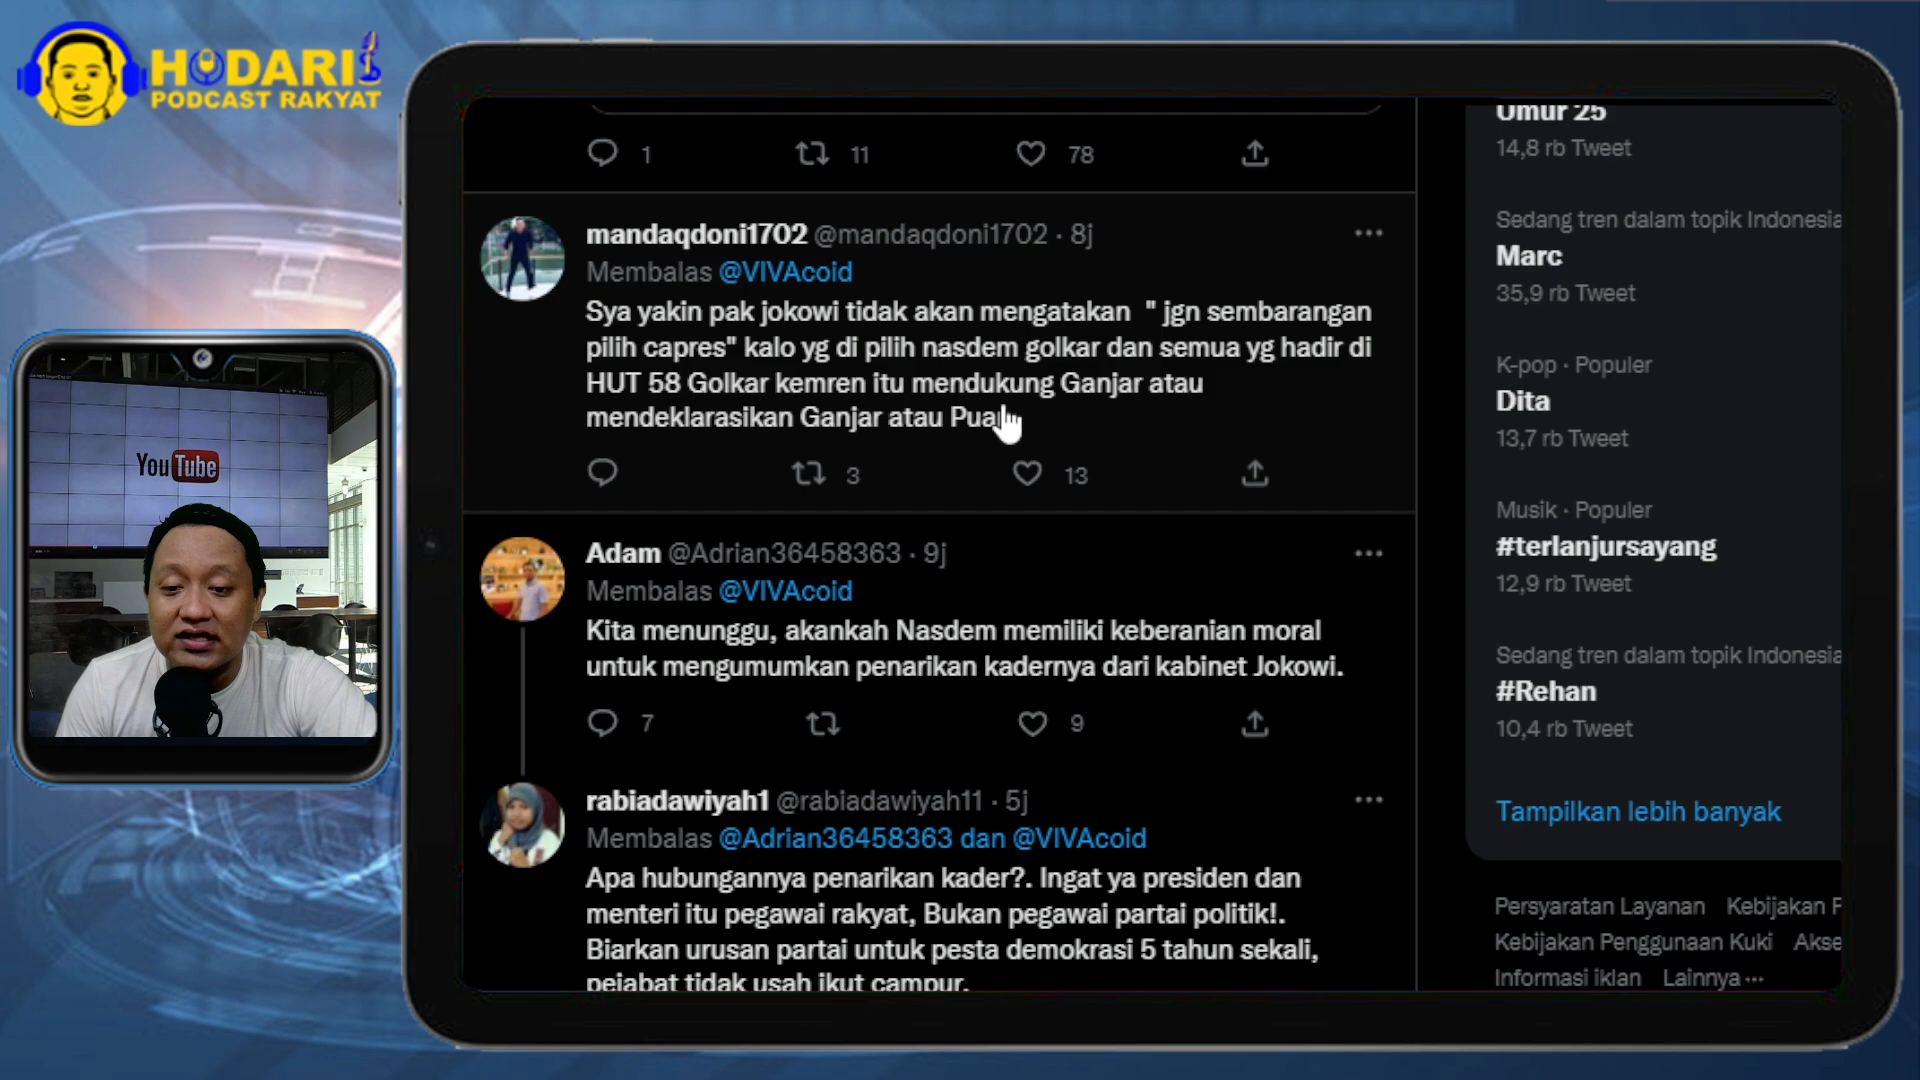 HODARI
PODCAST RAKYAT
YouTube
1 11 78
mandaqdoni1702 @mandaqdoni1702 · 8j
Membalas @VIVAcoid
Sya yakin pak jokowi tidak akan mengatakan " jgn sembarangan
pilih capres" kalo yg di pilih nasdem golkar dan semua yg hadir di
HUT 58 Golkar kemren itu mendukung Ganjar atau
mendeklarasikan Ganjar atau Puan
3 13
Adam @Adrian36458363 · 9j
Membalas @VIVAcoid
Kita menunggu, akankah Nasdem memiliki keberanian moral
untuk mengumumkan penarikan kadernya dari kabinet Jokowi.
7 9
rabiadawiyah1 @rabiadawiyah11 · 5j
Membalas @Adrian36458363 dan @VIVAcoid
Apa hubungannya penarikan kader?. Ingat ya presiden dan
menteri itu pegawai rakyat, Bukan pegawai partai politik!.
Biarkan urusan partai untuk pesta demokrasi 5 tahun sekali,
pejabat tidak usah ikut campur.
Umur 25
14,8 rb Tweet
Sedang tren dalam topik Indonesia
Marc
35,9 rb Tweet
K-pop · Populer
Dita
13,7 rb Tweet
Musik · Populer
#terlanjursayang
12,9 rb Tweet
Sedang tren dalam topik Indonesia
#Rehan
10,4 rb Tweet
Tampilkan lebih banyak
Persyaratan Layanan Kebijakan
Kebijakan Penggunaan Kuki
Informasi iklan Lainnya ···